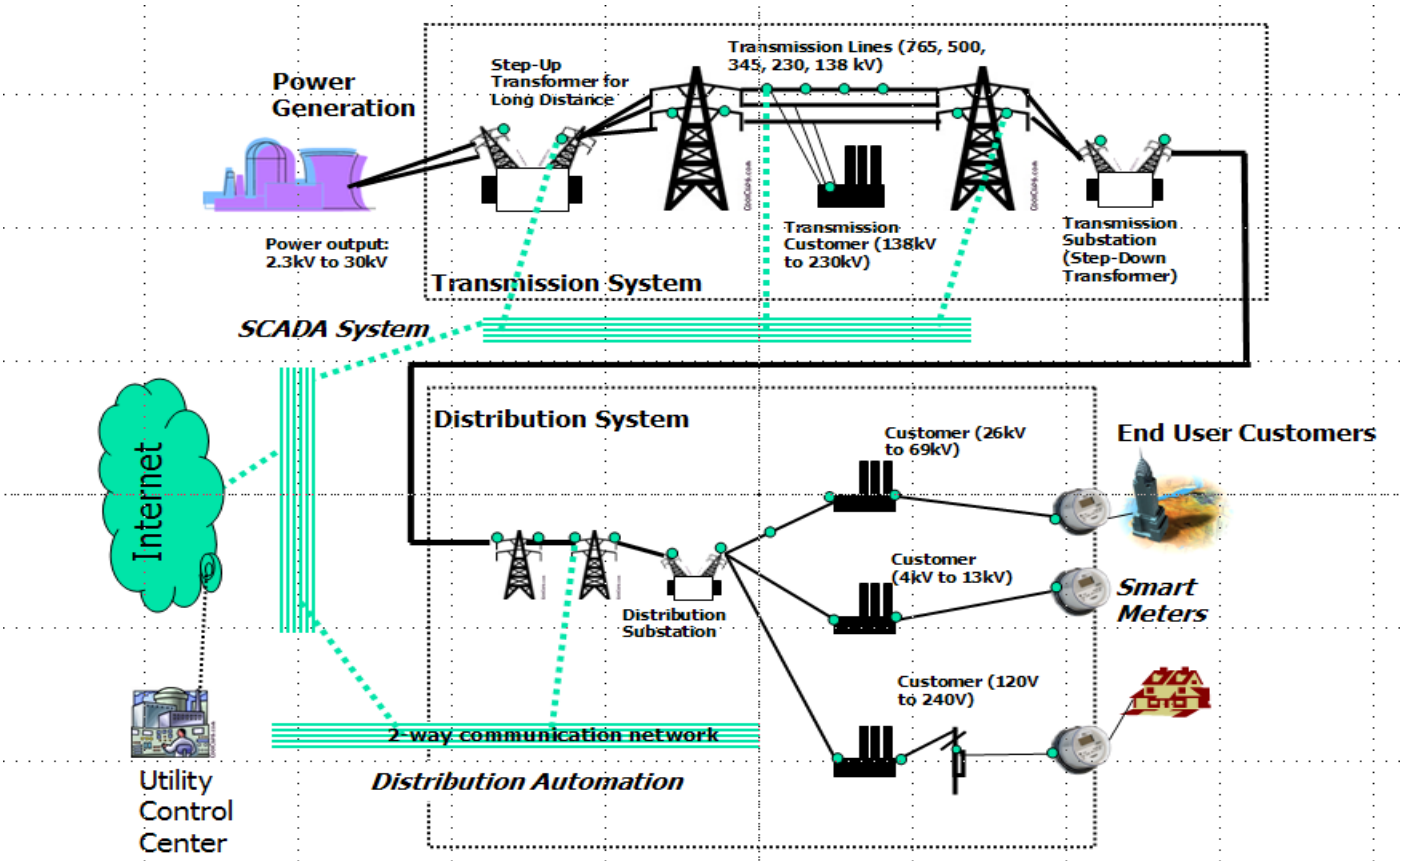 Power
Generation
Power output:
2.3kV to 30kV
Step-Up
Transformer for
Long Distance
Transmission Lines (765, 500,
345, 230, 138 kV)
Transmission
Customer (138kV
to 230kV)
Transmission
Substation
(Step-Down
Transformer)
Transmission System
SCADA System
Internet
Utility
Control
Center
Distribution System
Distribution
Substation
Customer (26kV
to 69kV)
Customer
(4kV to 13kV)
Customer (120V
to 240V)
End User Customers
Smart
Meters
2-way communication network
Distribution Automation